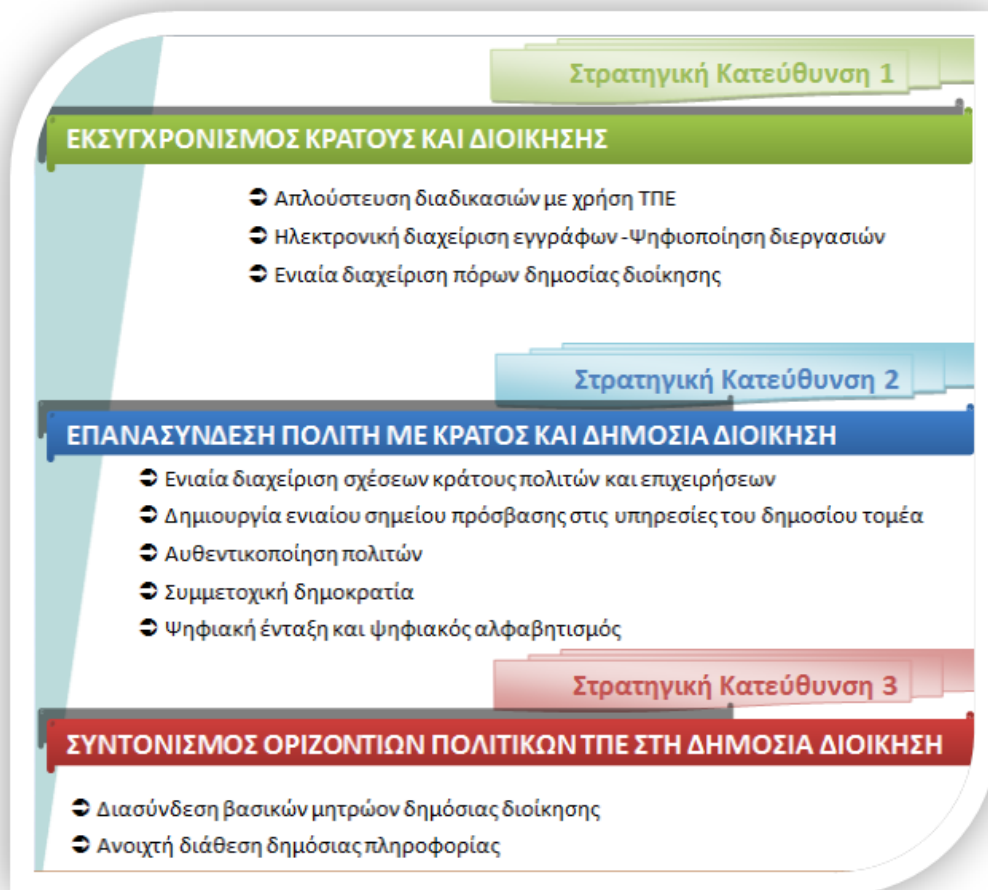 Στρατηγική Κατεύθυνση 1
ΕΚΣΥΓΧΡΟΝΙΣΜΟΣ ΚΡΑΤΟΥΣ ΚΑΙ ΔΙΟΙΚΗΣΗΣ
➲ Απλούστευση διαδικασιών με χρήση ΤΠΕ
➲ Ηλεκτρονική διαχείριση εγγράφων -Ψηφιοποίηση διεργασιών
➲ Ενιαία διαχείριση πόρων δημοσίας διοίκησης
Στρατηγική Κατεύθυνση 2
ΕΠΑΝΑΣΥΝΔΕΣΗ ΠΟΛΙΤΗ ΜΕ ΚΡΑΤΟΣ ΚΑΙ ΔΗΜΟΣΙΑ ΔΙΟΙΚΗΣΗ
➲ Ενιαία διαχείριση σχέσεων κράτους πολιτών και επιχειρήσεων
➲ Δημιουργία ενιαίου σημείου πρόσβασης στις υπηρεσίες του δημοσίου τομέα
➲ Αυθεντικοποίηση πολιτών
➲ Συμμετοχική δημοκρατία
➲ Ψηφιακή ένταξη και ψηφιακός αλφαβητισμός
Στρατηγική Κατεύθυνση 3
ΣΥΝΤΟΝΙΣΜΟΣ ΟΡΙΖΟΝΤΙΩΝ ΠΟΛΙΤΙΚΩΝ ΤΠΕ ΣΤΗ ΔΗΜΟΣΙΑ ΔΙΟΙΚΗΣΗ
➲ Διασύνδεση βασικών μητρώον δημόσιας διοίκησης
➲ Ανοιχτή διάθεση δημόσιας πληροφορίας